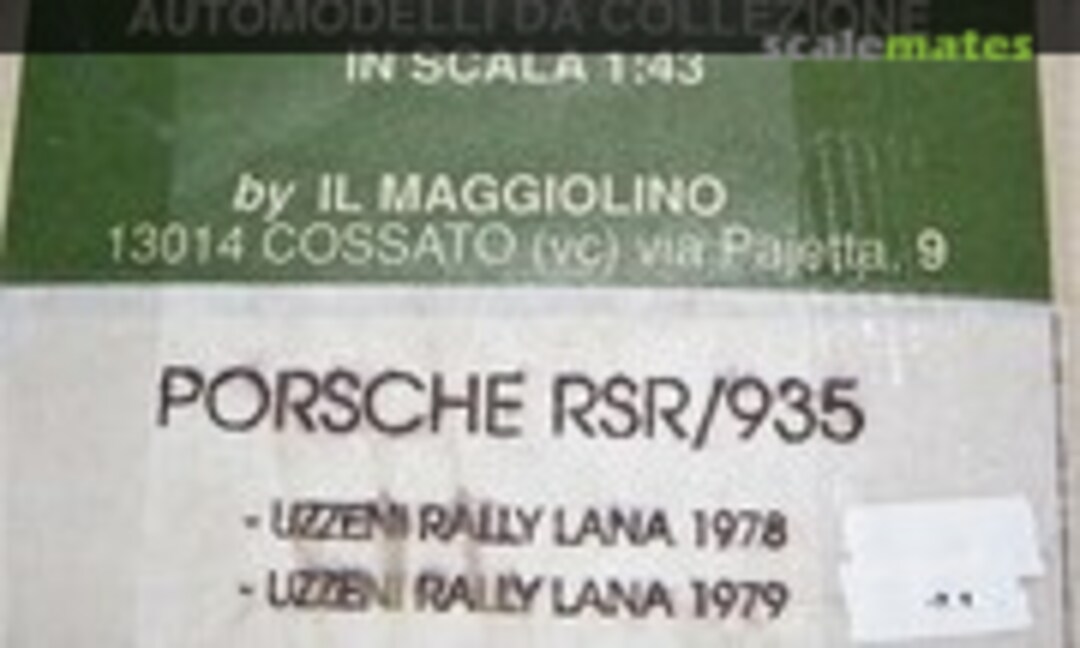 AUTOMODELLI DA COLLEZIONE
scalemates
IN SCALA 1:43
by IL MAGGIOLINO
13014 COSSATO (vc) via Pajetta, 9
PORSCHE RSR/935
- UZZENI RALLY LANA 1978
- UZZENI RALLY LANA 1979